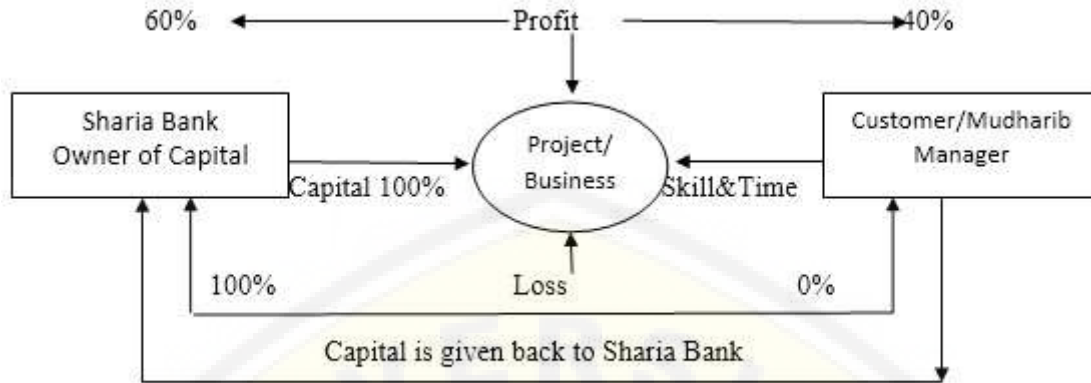 60%
Profit
40%
Sharia Bank
Owner of Capital
Project/
Business
Customer/Mudharib
Manager
Capital 100%
Skill&Time
100%
Loss
0%
Capital is given back to Sharia Bank